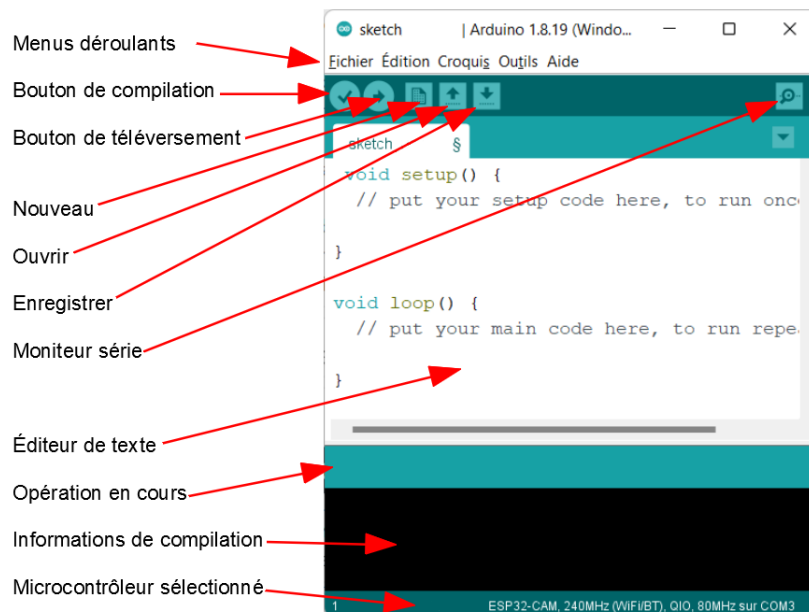 sketch | Arduino 1.8.19 (Windo...
Menus déroulants
Fichier Édition Croquis Outils Aide
Bouton de compilation
Bouton de téléversement
sketch §
void setup() {
Nouveau
// put your setup code here, to run onc
Ouvrir
}
Enregistrer
void loop() {
Moniteur série
// put your main code here, to run repe
}
Éditeur de texte
Opération en cours
Informations de compilation
Microcontrôleur sélectionné
1 ESP32-CAM, 240MHz (WiFi/BT), QIO, 80MHz sur COM3